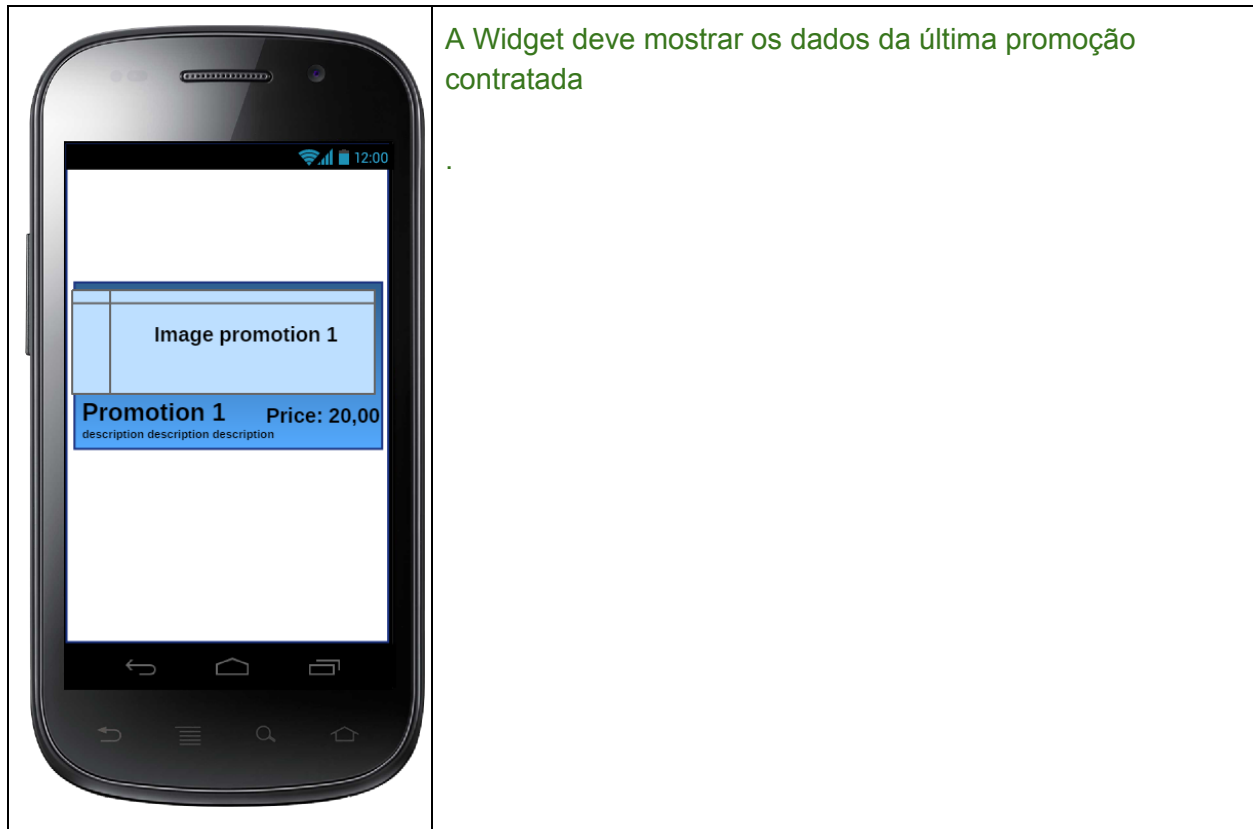 12:00
Image promotion 1
Promotion 1 Price: 20,00
description description description
A Widget deve mostrar os dados da última promoção
contratada
.